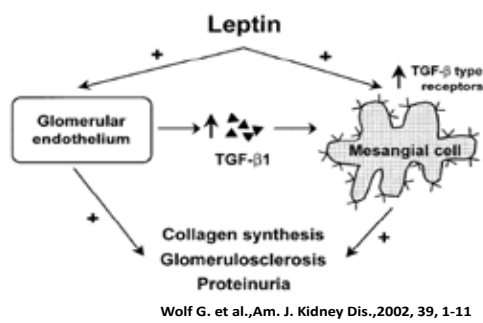 Leptin
+
+
TGF-β type
receptors
Glomerular
endothelium
TGF-β1
Mesangial cell
+
+
Collagen synthesis
Glomerulosclerosis
Proteinuria
Wolf G. et al.,Am. J. Kidney Dis.,2002, 39, 1-11